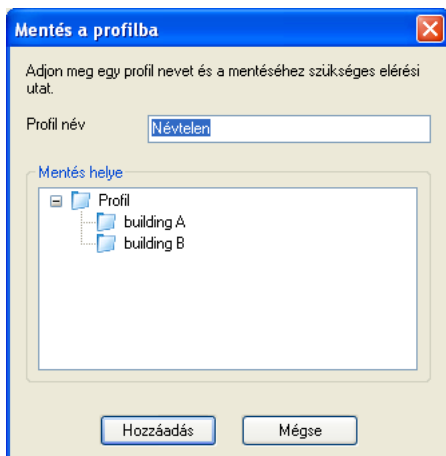 Mentés a profilba
Adjon meg egy profil nevet és a mentéséhez szükséges elérési
utat.
Profil név
Névtelen
Mentés helye
Profil
building A
building B
Hozzáadás
Mégse